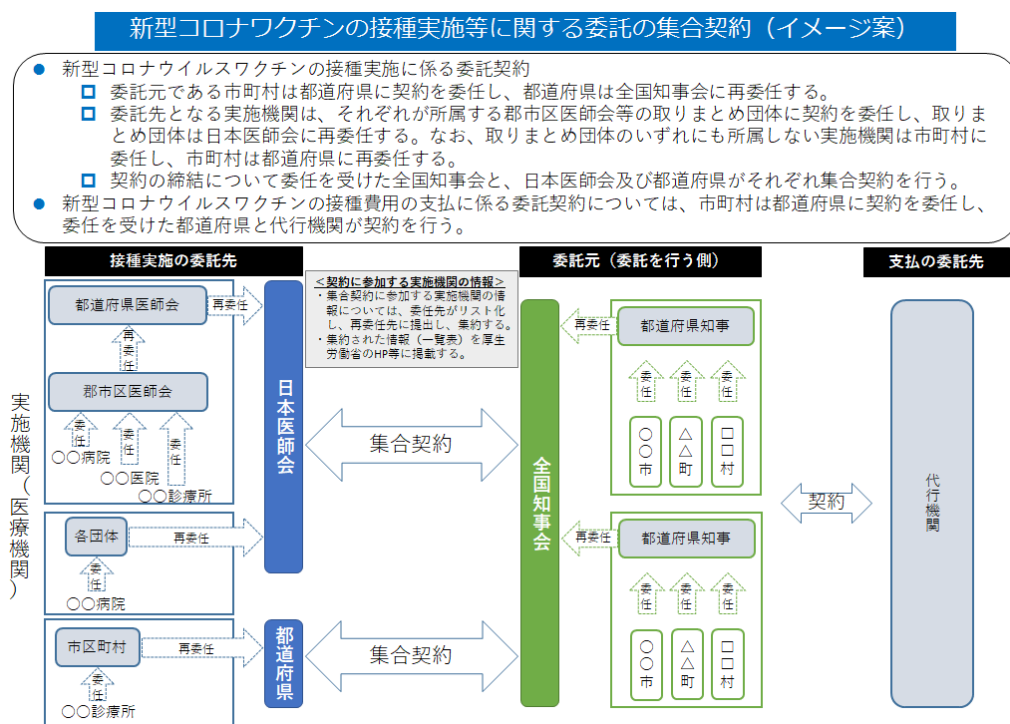 新型コロナワクチンの接種実施等に関する委託の集合契約（イメージ案）
● 新型コロナウイルスワクチンの接種実施に係る委託契約
委託元である市町村は都道府県に契約を委任し、都道府県は全国知事会に再委任する。
委託先となる実施機関は、それぞれが所属する郡市区医師会等の取りまとめ団体に契約を委任し、取りま
とめ団体は日本医師会に再委任する。なお、取りまとめ団体のいずれにも所属しない実施機関は市町村に
委任し、市町村は都道府県に再委任する。
契約の締結について委任を受けた全国知事会と、日本医師会及び都道府県がそれぞれ集合契約を行う。
● 新型コロナウイルスワクチンの接種費用の支払に係る委託契約については、市町村は都道府県に契約を委任し、
委任を受けた都道府県と代行機関が契約を行う。
接種実施の委託先
実施機関（医療機関）
都道府県医師会
再委任
再委任
郡市区医師会
委任
委任
委任
〇〇病院
〇〇医院
〇〇診療所
各団体
再委任
委任
〇〇病院
市区町村
再委任
委任
〇〇診療所
日本医師会
都道府県
＜契約に参加する実施機関の情報＞
・集合契約に参加する実施機関の情
報については、委任先がリスト化
し、再委任先に提出し、集約する。
・集約された情報（一覧表）を厚生
労働省のHP等に掲載する。
集合契約
集合契約
委託元（委託を行う側）
全国知事会
再委任
都道府県知事
委任
委任
委任
〇〇市
△△町
□□村
再委任
都道府県知事
委任
委任
委任
〇〇市
△△町
□□村
契約
支払の委託先
代行機関